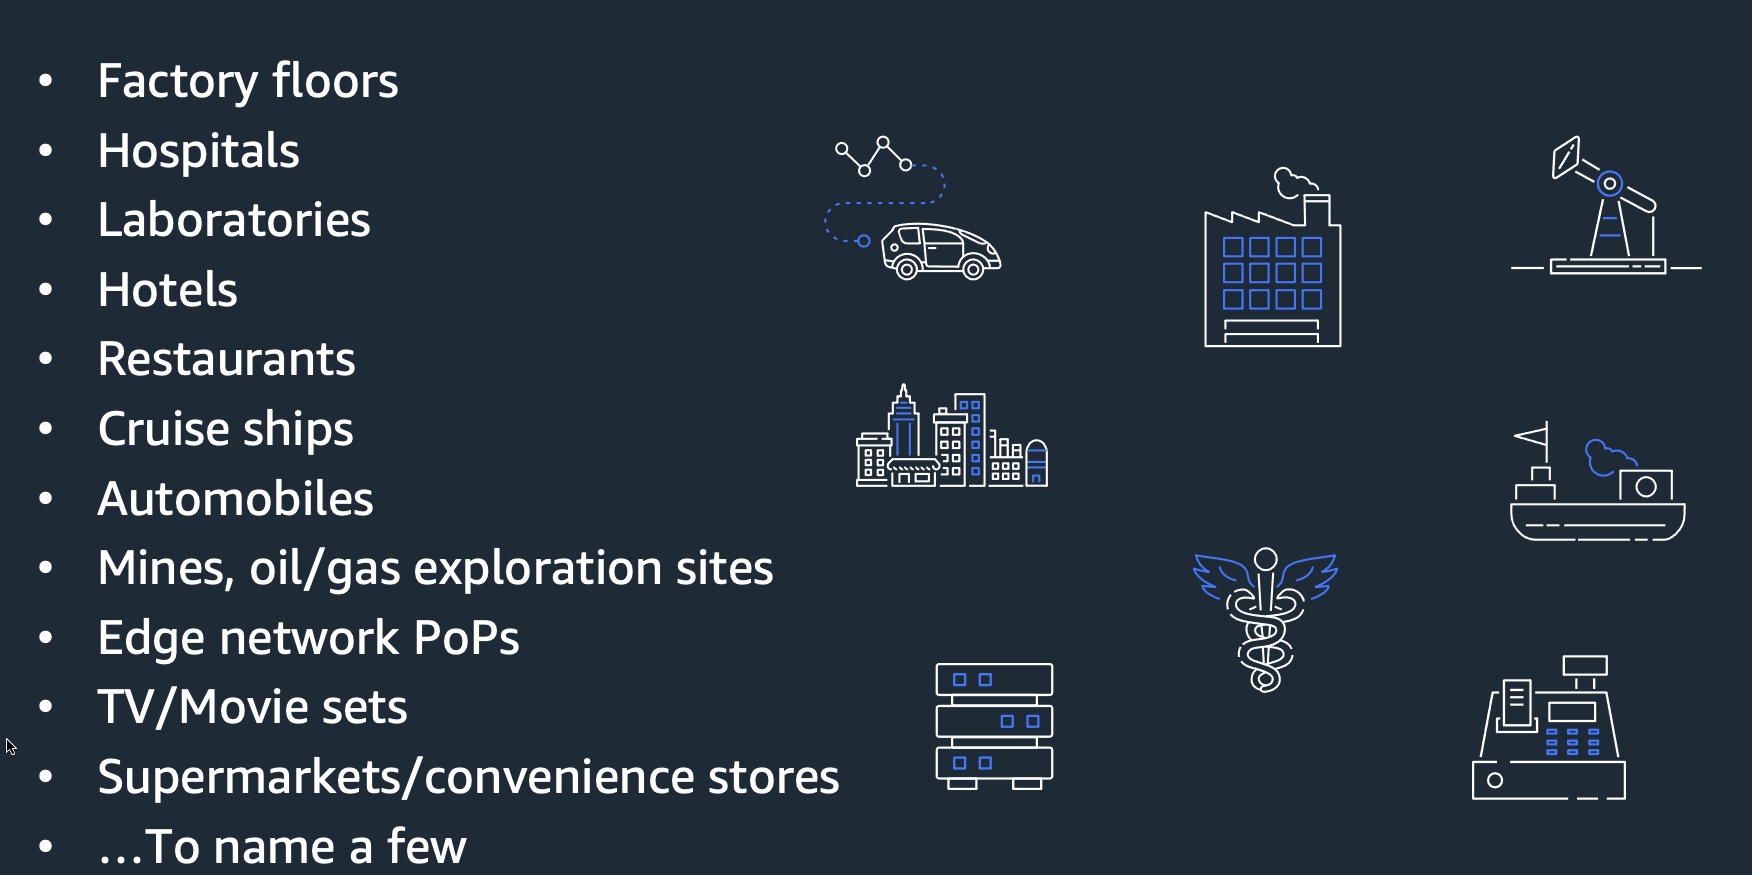 • Factory floors
• Hospitals
• Laboratories
• Hotels
• Restaurants
• Cruise ships
• Automobiles
• Mines, oil/gas exploration sites
• Edge network PoPs
• TV/Movie sets
• Supermarkets/convenience stores
• ...To name a few